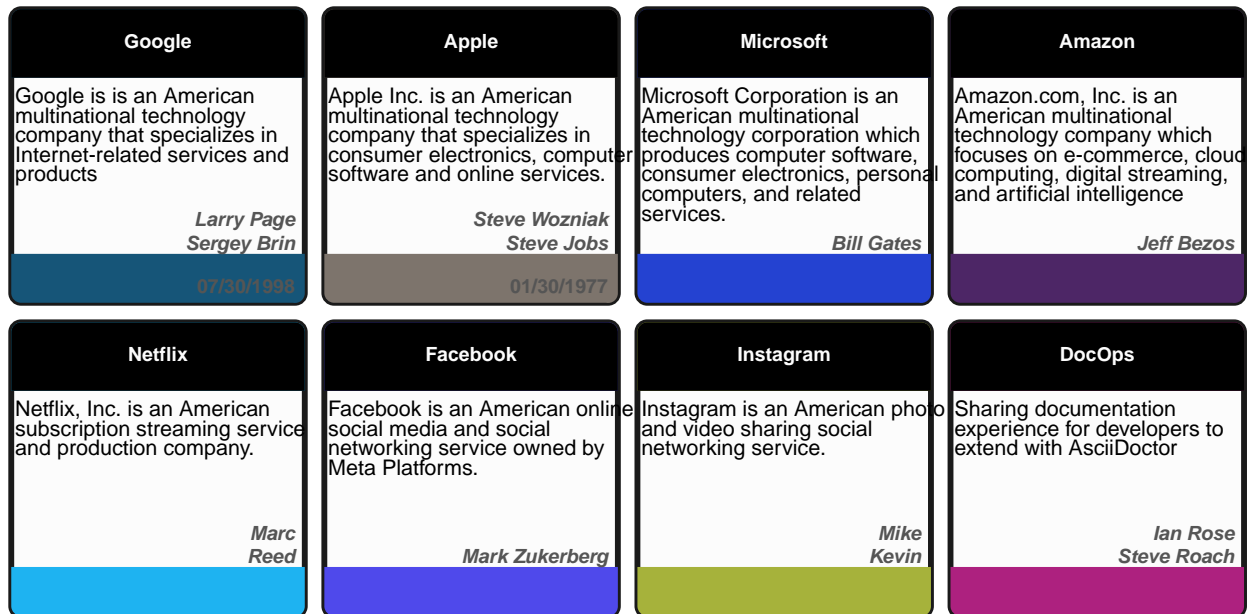 Google
Google is is an American
multinational technology
company that specializes in
Internet-related services and
products
Larry Page
Sergey Brin
07/30/1998
Apple
Apple Inc. is an American
multinational technology
company that specializes in
consumer electronics, computer
software and online services.
Steve Wozniak
Steve Jobs
01/30/1977
Microsoft
Microsoft Corporation is an
American multinational
technology corporation which
produces computer software,
consumer electronics, personal
computers, and related
services.
Bill Gates
Amazon
Amazon.com, Inc. is an
American multinational
technology company which
focuses on e-commerce, cloud
computing, digital streaming,
and artificial intelligence
Jeff Bezos
Netflix
Netflix, Inc. is an American
subscription streaming service
and production company.
Marc
Reed
Facebook
Facebook is an American online
social media and social
networking service owned by
Meta Platforms.
Mark Zukerberg
Instagram
Instagram is an American photo
and video sharing social
networking service.
Mike
Kevin
DocOps
Sharing documentation
experience for developers to
extend with AsciiDoctor
Ian Rose
Steve Roach